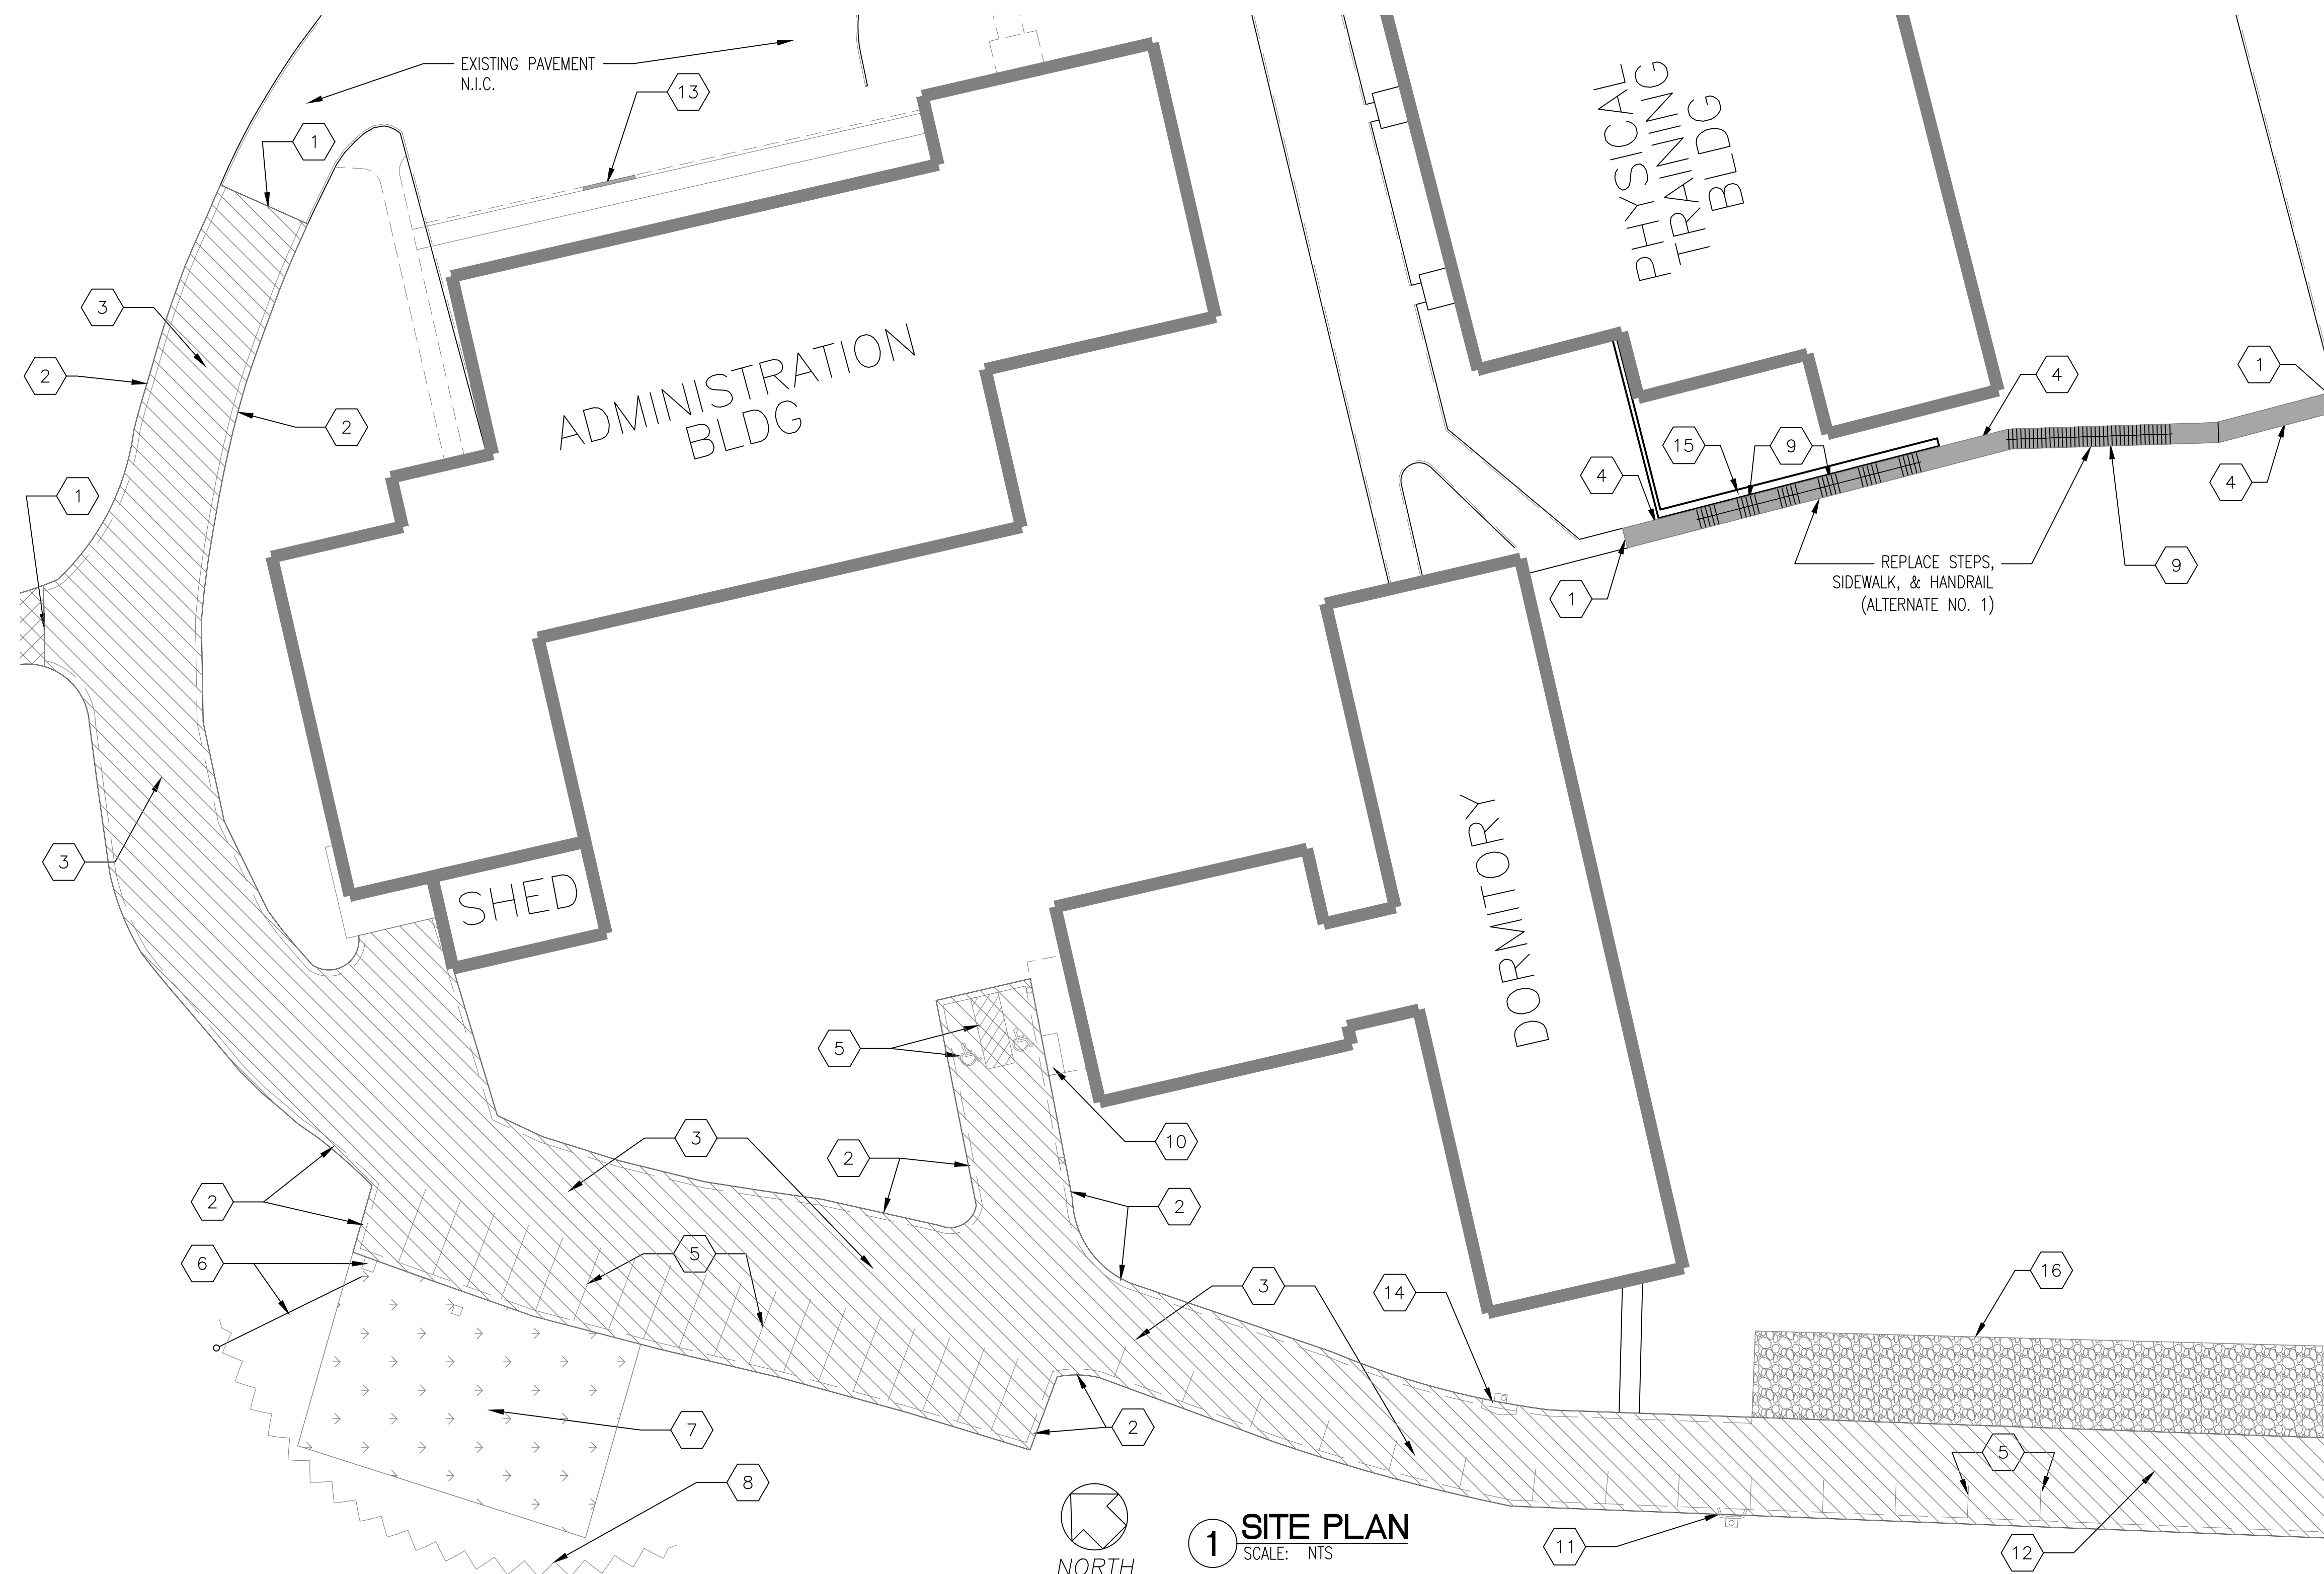 EXISTING PAVEMENT
N.I.C.
13
1
3
2
2
1
ADMINISTRATION
BLDG
PHYSICAL
TRAINING
BLDG
4
1
15
9
4
4
REPLACE STEPS,
SIDEWALK, & HANDRAIL
(ALTERNATE NO. 1)
9
1
3
SHED
DORMITORY
5
3
2
10
2
2
6
5
3
14
16
7
2
5
8
11
12
NORTH
1
SITE PLAN
SCALE: NTS